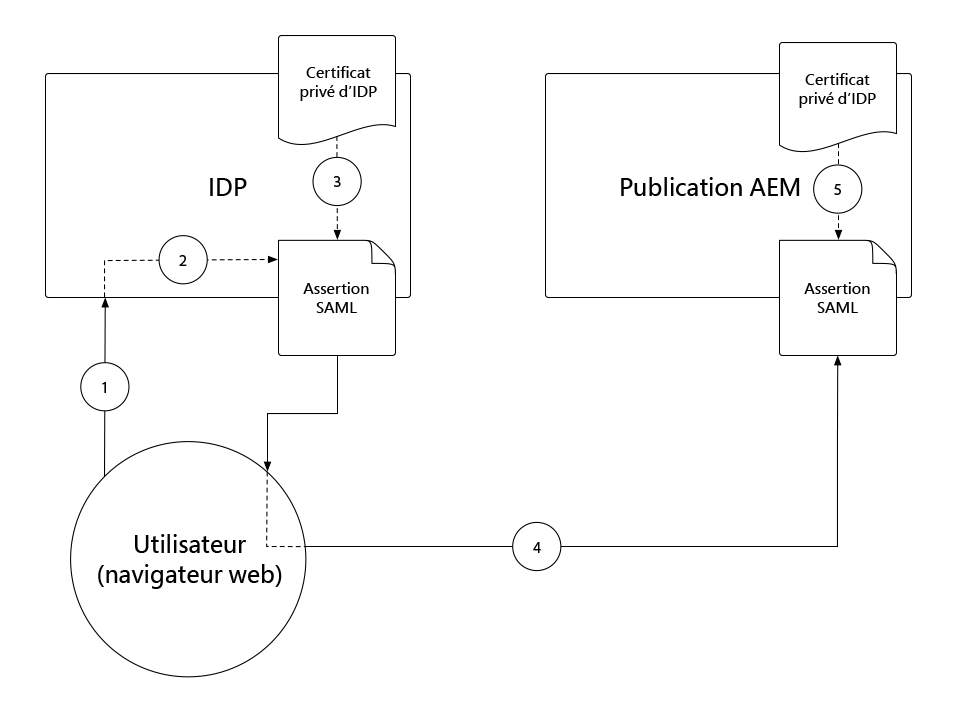 Certificat
privé d’IDP
Certificat
privé d’IDP
3
IDP
Publication AEM
5
2
Assertion
SAML
Assertion
SAML
1
Utilisateur
(navigateur web)
4